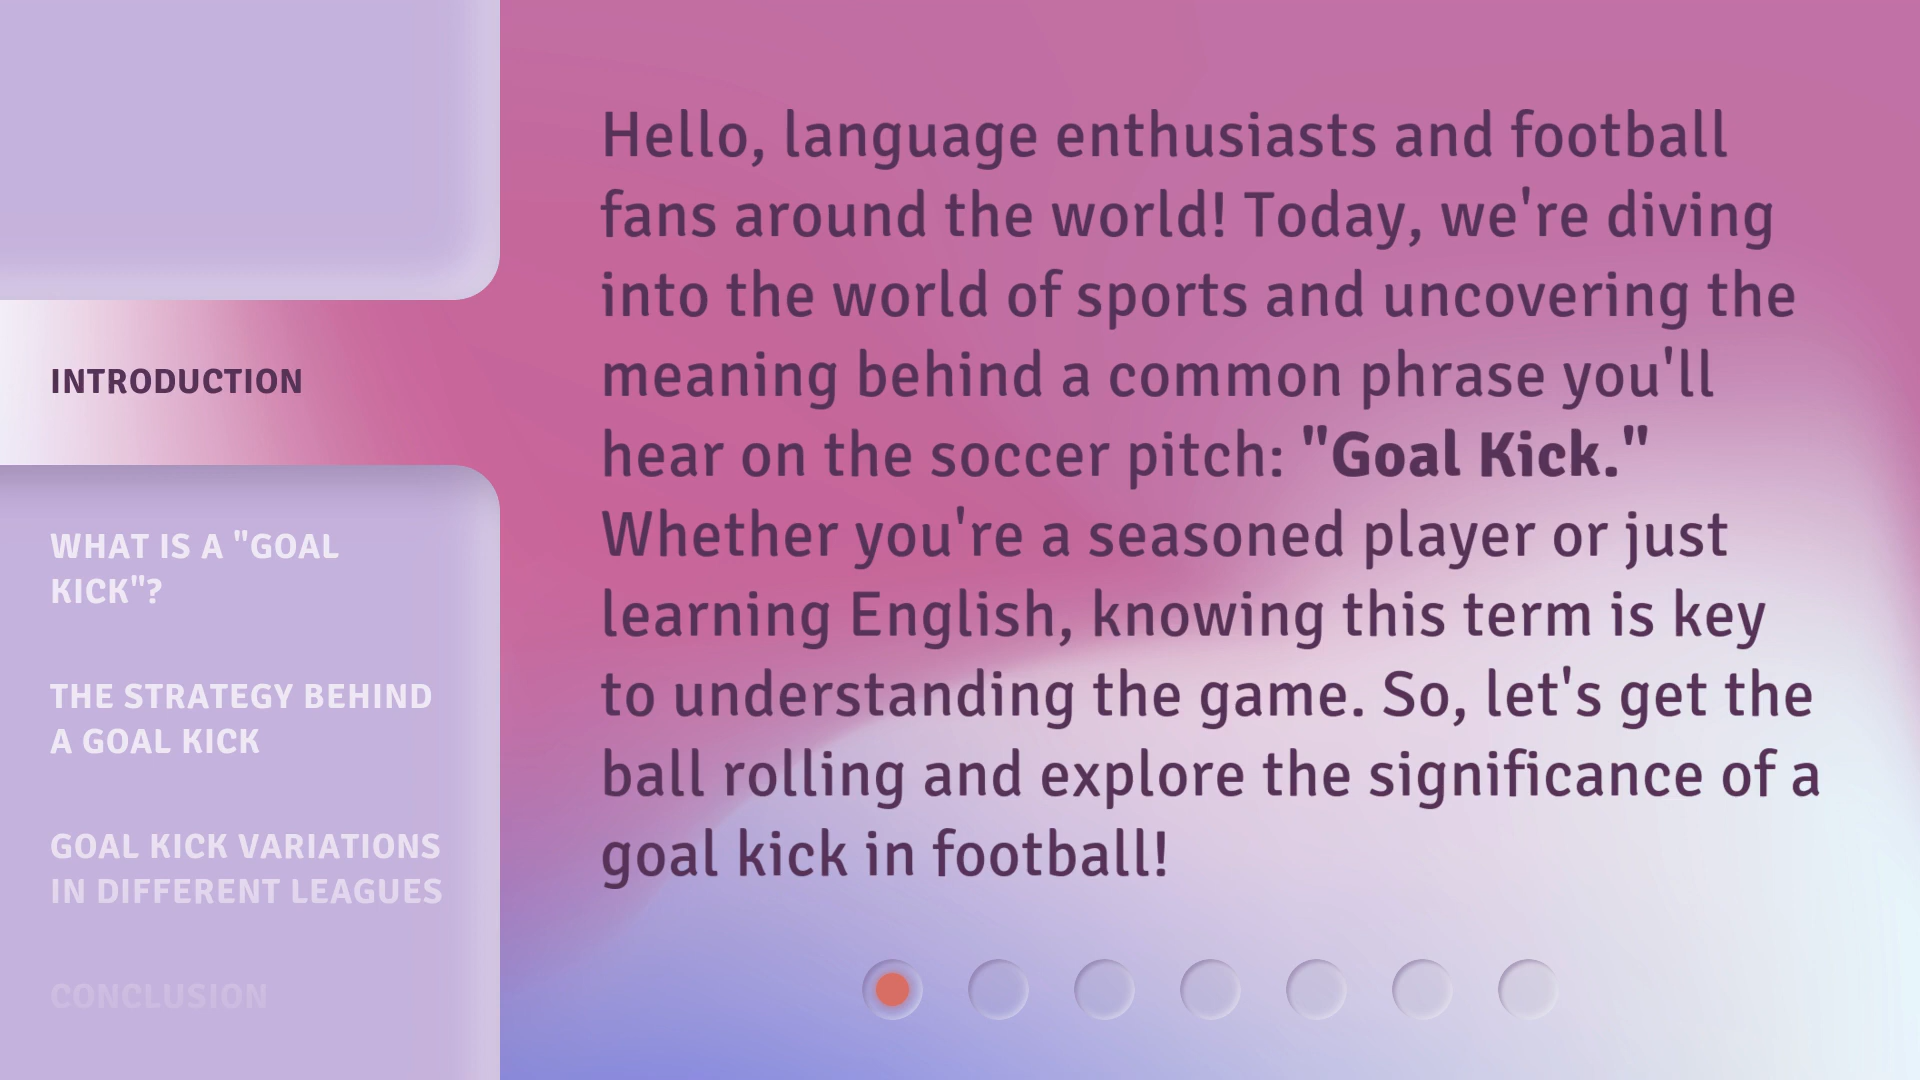 INTRODUCTION
WHAT IS A "GOAL
KICK"?
THE STRATEGY BEHIND
A GOAL KICK
GOAL KICK VARIATIONS
IN DIFFERENT LEAGUES
CONCLUSION
Hello, language enthusiasts and football
fans around the world! Today, we're diving
into the world of sports and uncovering the
meaning behind a common phrase you'll
hear on the soccer pitch: "Goal Kick."
Whether you're a seasoned player or just
learning English, knowing this term is key
to understanding the game. So, let's get the
ball rolling and explore the significance of a
goal kick in football!